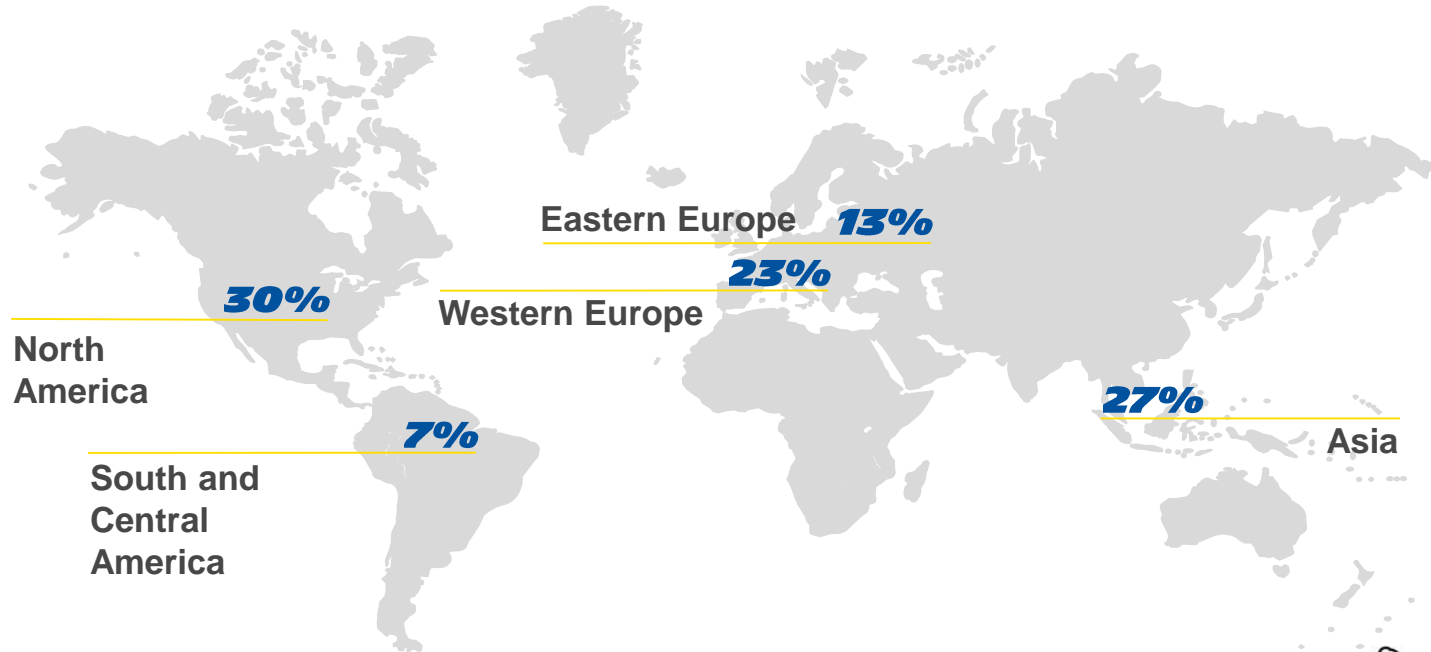 Eastern Europe 13%
23%
Western Europe
30%
North
America
27%
Asia
7%
South and
Central
America